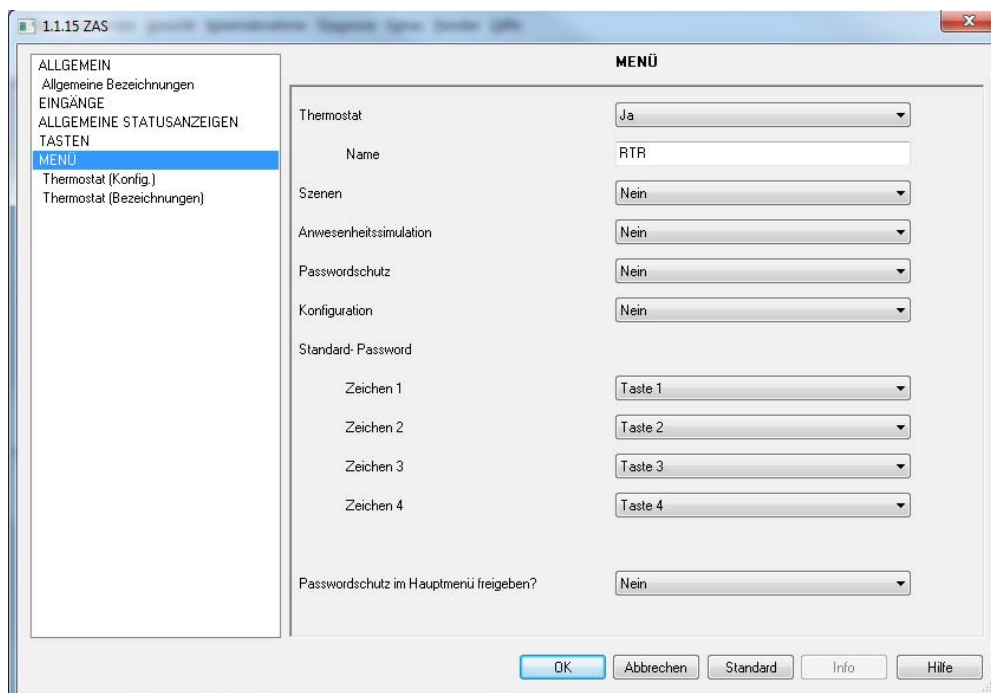 1.1.15 ZAS
ALLGEMEIN
Allgemeine Bezeichnungen
EINGÄNGE
ALLGEMEINE STATUSANZEIGEN
TASTEN
MENÜ
Thermostat (Konfig.)
Thermostat (Bezeichnungen)
MENÜ
Thermostat Ja
Name RTR
Szenen Nein
Anwesenheitssimulation Nein
Passwordschutz Nein
Konfiguration Nein
Standard- Password
Zeichen 1 Taste 1
Zeichen 2 Taste 2
Zeichen 3 Taste 3
Zeichen 4 Taste 4
Passwordschutz im Hauptmenü freigeben? Nein
OK Abbrechen Standard Info Hilfe